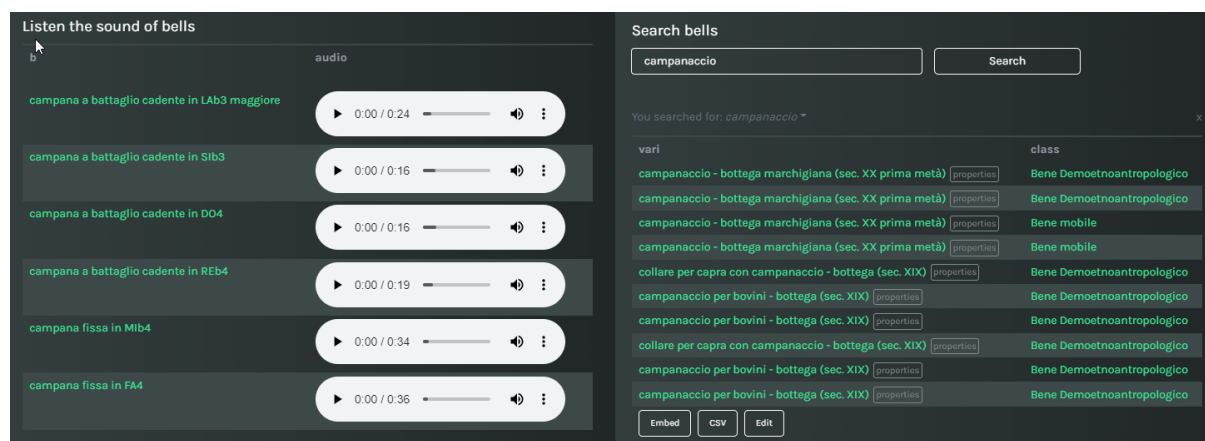 Listen the sound of bells
b audio
campana a battaglio cadente in LAb3 maggiore
0:00 / 0:24
campana a battaglio cadente in SIb3
0:00 / 0:16
campana a battaglio cadente in DO4
0:00 / 0:16
campana a battaglio cadente in REb4
0:00 / 0:19
campana fissa in MIb4
0:00 / 0:34
campana fissa in FA4
0:00 / 0:36
Search bells
campanaccio Search
You searched for: campanaccio x
vari class
campanaccio - bottega marchigiana (sec. XX prima metà) properties Bene Demoetnoantropologico
campanaccio - bottega marchigiana (sec. XX prima metà) properties Bene Demoetnoantropologico
campanaccio - bottega marchigiana (sec. XX prima metà) properties Bene mobile
campanaccio - bottega marchigiana (sec. XX prima metà) properties Bene mobile
collare per capra con campanaccio - bottega (sec. XIX) properties Bene Demoetnoantropologico
campanaccio per bovini - bottega (sec. XIX) properties Bene Demoetnoantropologico
campanaccio per bovini - bottega (sec. XIX) properties Bene Demoetnoantropologico
collare per capra con campanaccio - bottega (sec. XIX) properties Bene Demoetnoantropologico
campanaccio per bovini - bottega (sec. XIX) properties Bene Demoetnoantropologico
campanaccio per bovini - bottega (sec. XIX) properties Bene Demoetnoantropologico
Embed CSV Edit